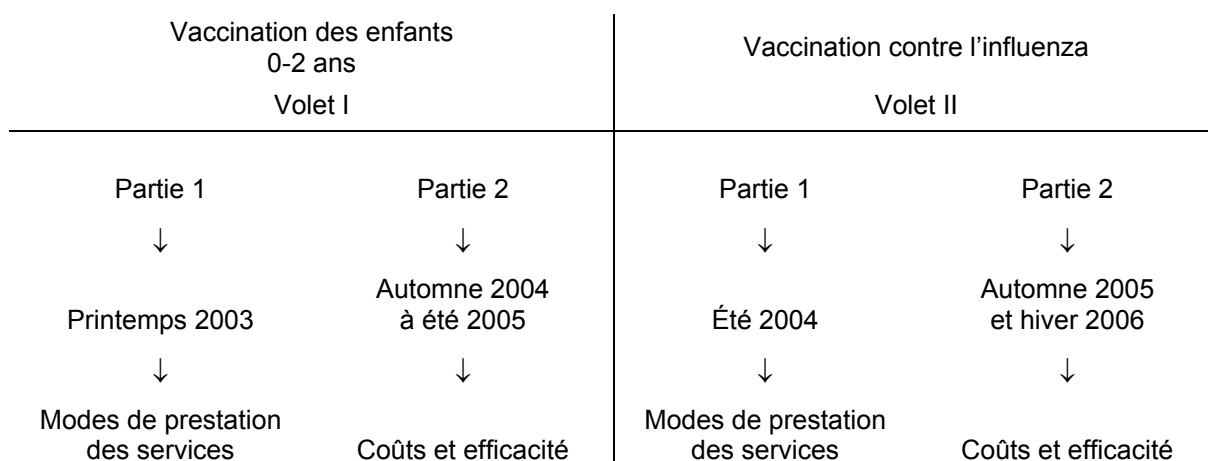 Vaccination des enfants
0-2 ans
Volet I
Vaccination contre l’influenza
Volet II
Partie 1
↓
Printemps 2003
↓
Modes de prestation
des services
Partie 2
↓
Automne 2004
à été 2005
↓
Coûts et efficacité
Partie 1
↓
Été 2004
↓
Modes de prestation
des services
Partie 2
↓
Automne 2005
et hiver 2006
↓
Coûts et efficacité